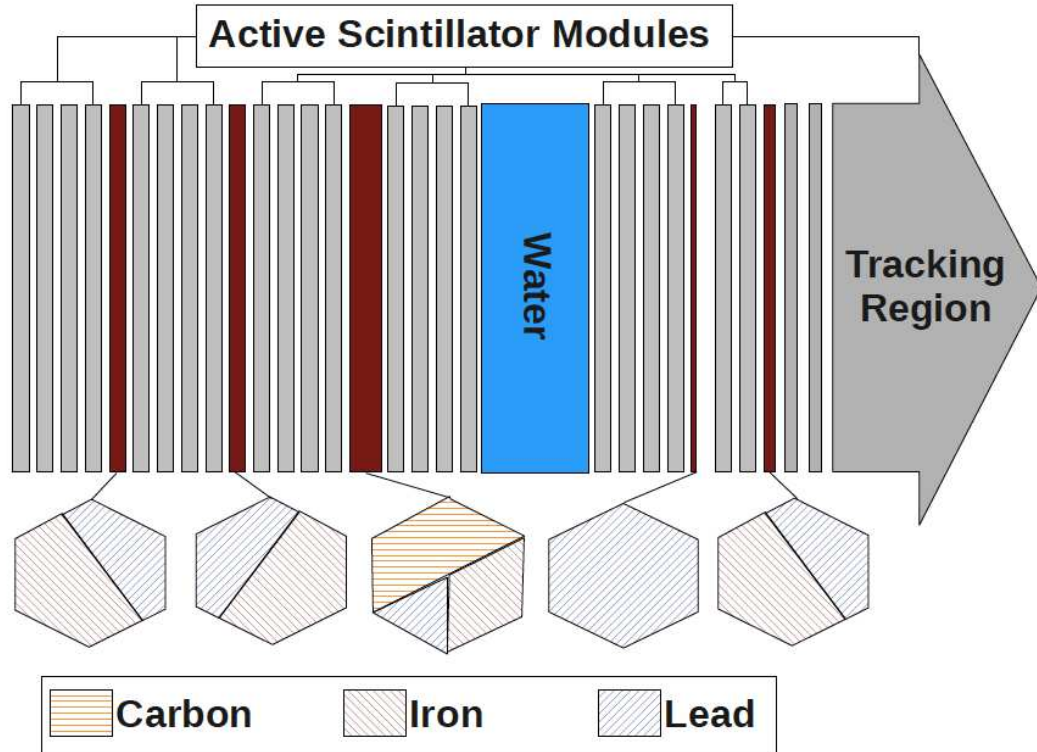 Active Scintillator Modules
Water
Tracking
Region
Carbon
Iron
Lead